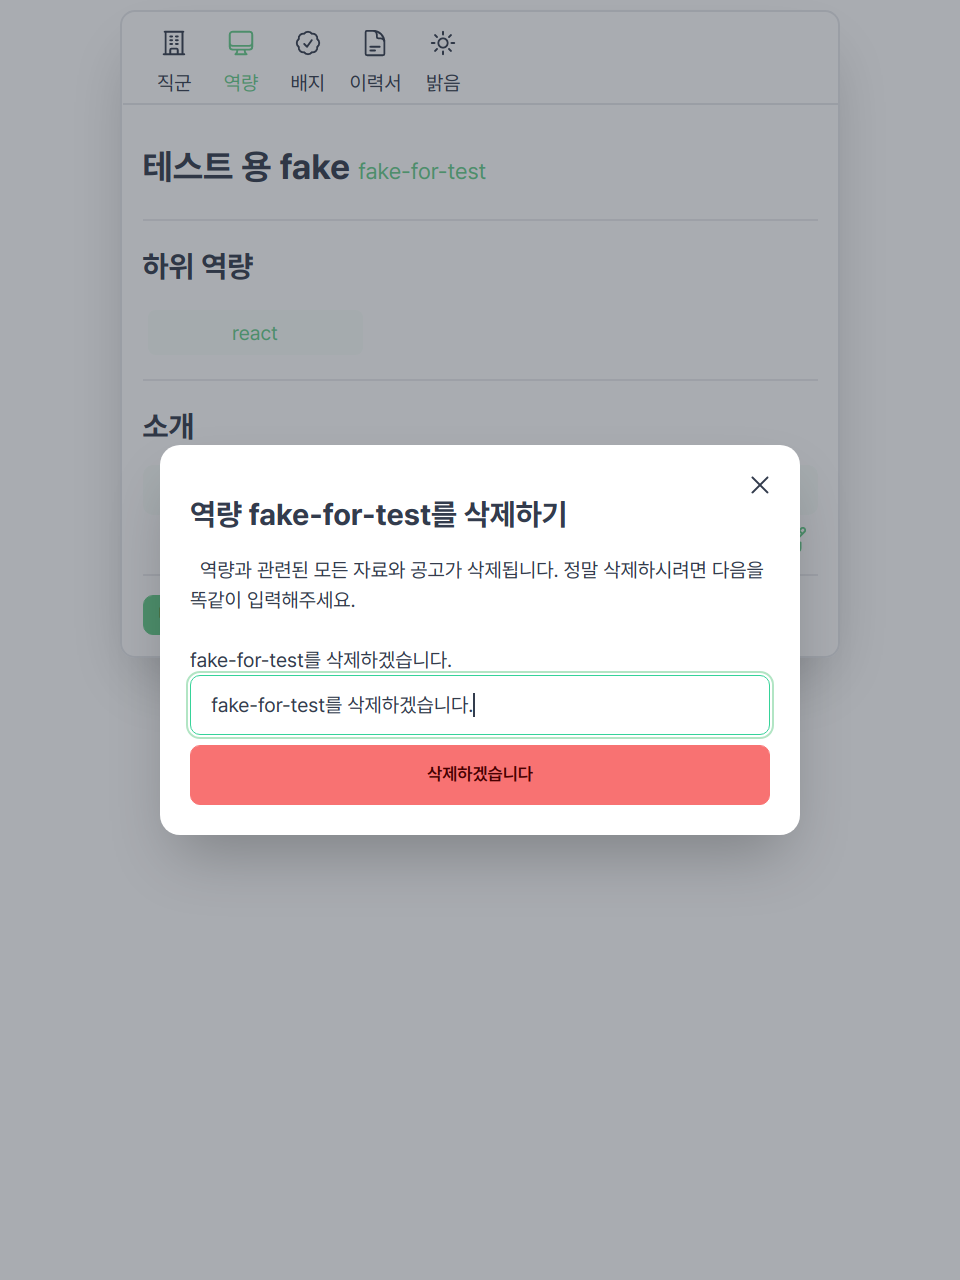 직군 역량 배지 이력서 밝음
테스트 용 fake fake-for-test
하위 역량
react
소개
역량 fake-for-test를 삭제하기
역량과 관련된 모든 자료와 공고가 삭제됩니다. 정말 삭제하시려면 다음을
똑같이 입력해주세요.
fake-for-test를 삭제하겠습니다.
fake-for-test를 삭제하겠습니다.
삭제하겠습니다